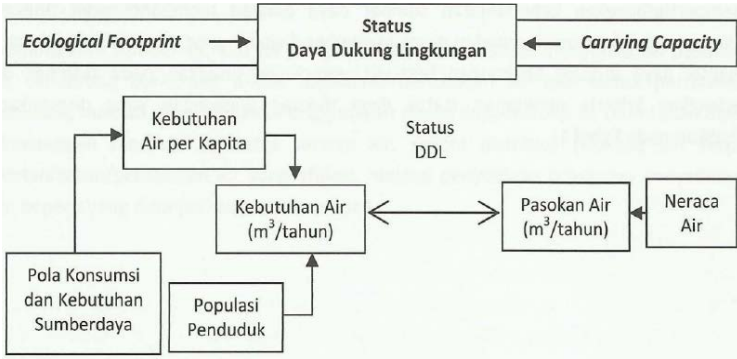 Ecological Footprint
Status
Daya Dukung Lingkungan
Carrying Capacity
Kebutuhan
Air per Kapita
Status
DDL
Kebutuhan Air
(m³/tahun)
Pasokan Air
(m³/tahun)
Neraca
Air
Pola Konsumsi
dan Kebutuhan
Sumberdaya
Populasi
Penduduk